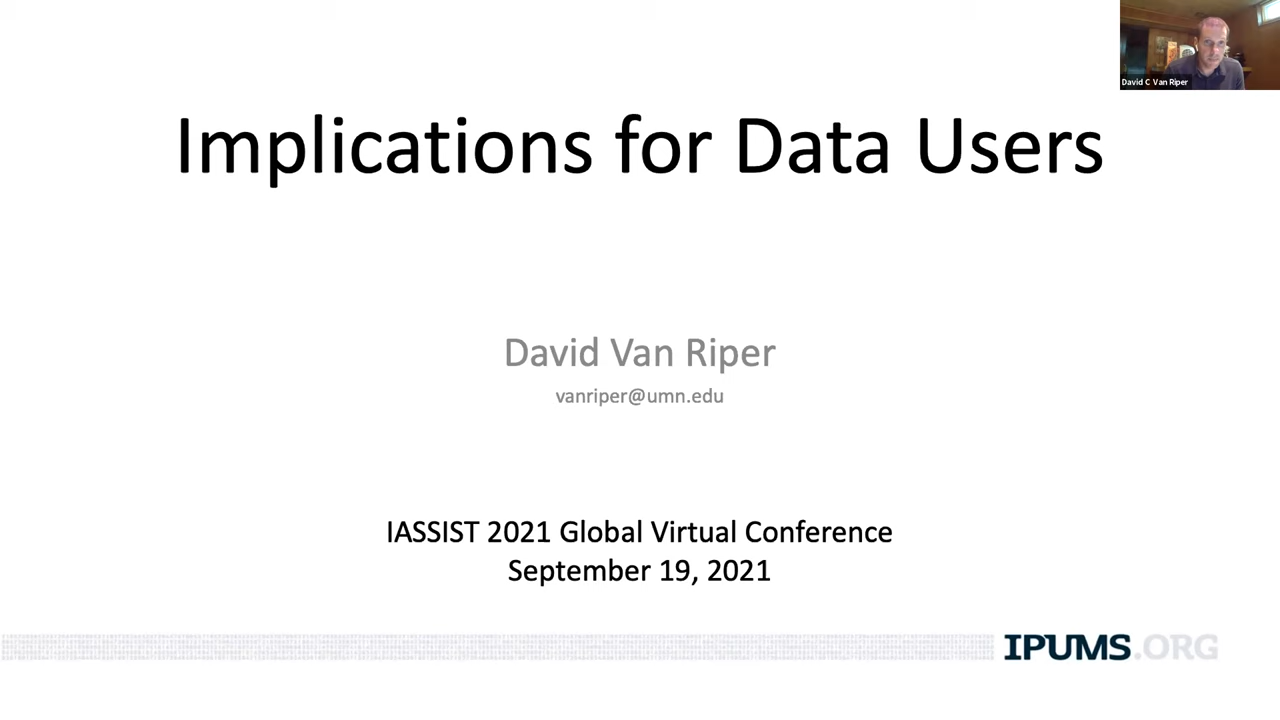 David C Van Riper
Implications for Data Users
David Van Riper
vanriper@umn.edu
IASSIST 2021 Global Virtual Conference
September 19, 2021
IPUMS.ORG